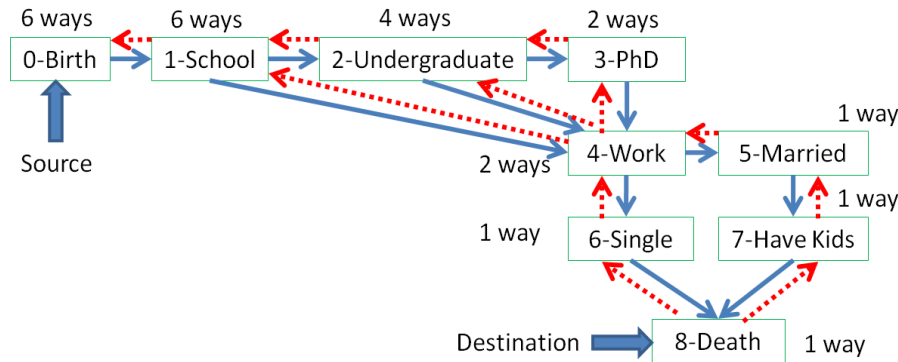 6 ways
6 ways
4 ways
2 ways
0-Birth
1-School
2-Undergraduate
3-PhD
1 way
Source
2 ways
4-Work
5-Married
1 way
1 way
6-Single
7-Have Kids
Destination
8-Death
1 way